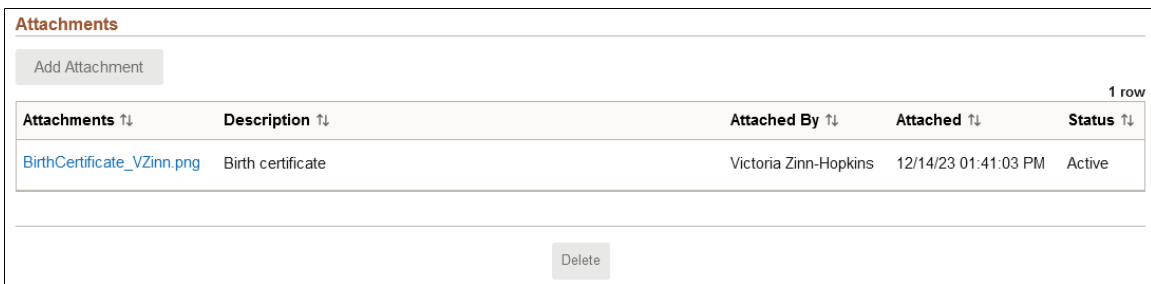 Attachments
Add Attachment
1 row
Attachments ↑↓ Description ↑↓ Attached By ↑↓ Attached ↑↓ Status ↑↓
BirthCertificate_VZinn.png Birth certificate Victoria Zinn-Hopkins 12/14/23 01:41:03 PM Active
Delete